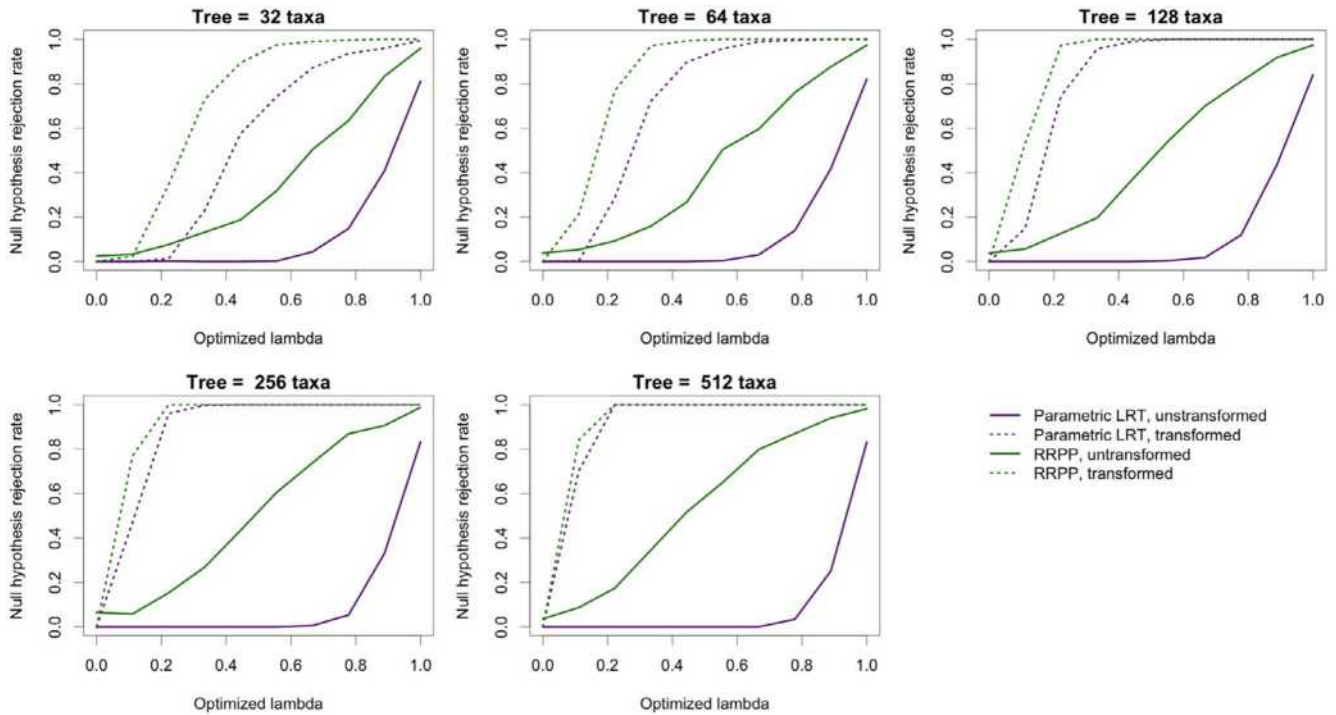 Tree = 32 taxa
Null hypothesis rejection rate
1.0
0.8
0.6
0.4
0.2
0.0
0.0 0.2 0.4 0.6 0.8 1.0
Optimized lambda
Tree = 64 taxa
Null hypothesis rejection rate
1.0
0.8
0.6
0.4
0.2
0.0
0.0 0.2 0.4 0.6 0.8 1.0
Optimized lambda
Tree = 128 taxa
Null hypothesis rejection rate
1.0
0.8
0.6
0.4
0.2
0.0
0.0 0.2 0.4 0.6 0.8 1.0
Optimized lambda
Tree = 256 taxa
Null hypothesis rejection rate
1.0
0.8
0.6
0.4
0.2
0.0
0.0 0.2 0.4 0.6 0.8 1.0
Optimized lambda
Tree = 512 taxa
Null hypothesis rejection rate
1.0
0.8
0.6
0.4
0.2
0.0
0.0 0.2 0.4 0.6 0.8 1.0
Optimized lambda
Parametric LRT, unstransformed
Parametric LRT, transformed
RRPP, untransformed
RRPP, transformed